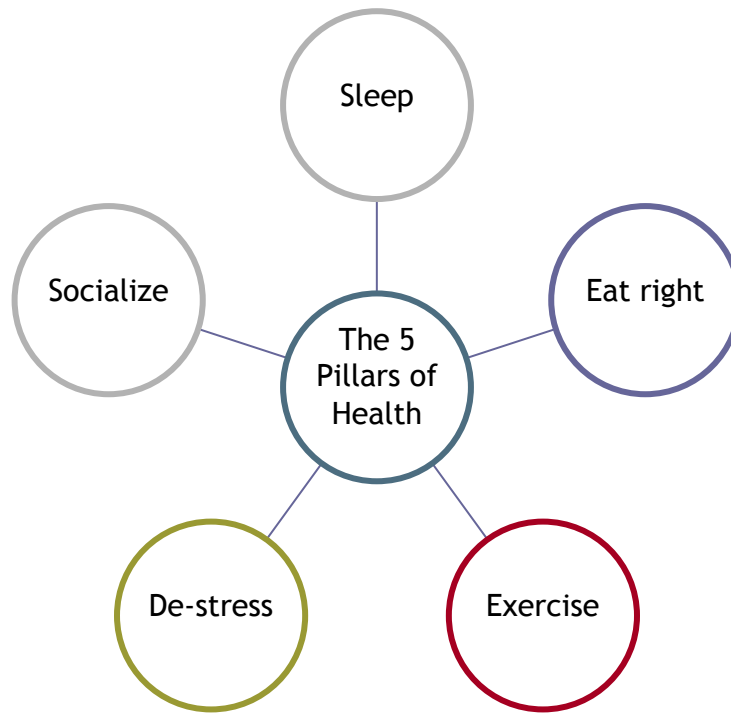 Sleep
Socialize
Eat right
The 5
Pillars of
Health
De-stress
Exercise